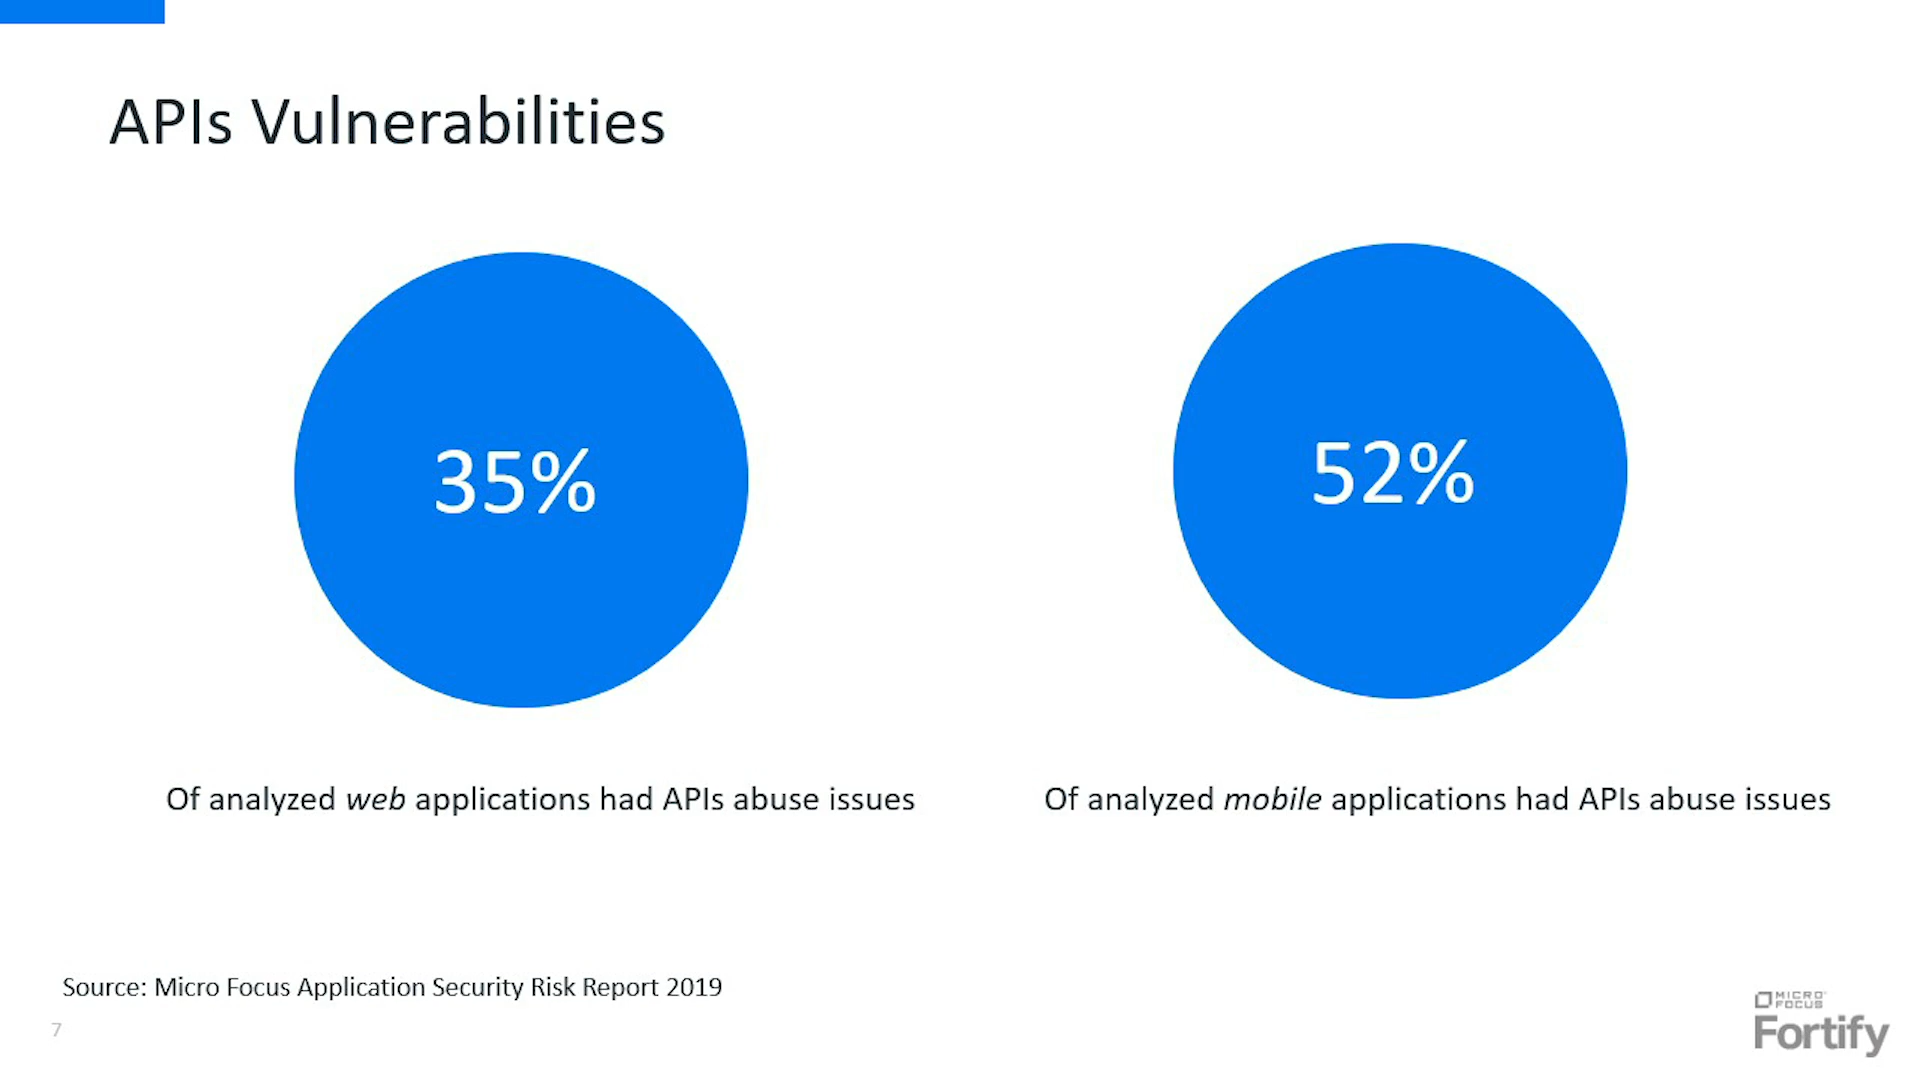 APIs Vulnerabilities
35%
52%
Of analyzed web applications had APIs abuse issues
Of analyzed mobile applications had APIs abuse issues
Source: Micro Focus Application Security Risk Report 2019
7
MICRO
FOCUS
Fortify